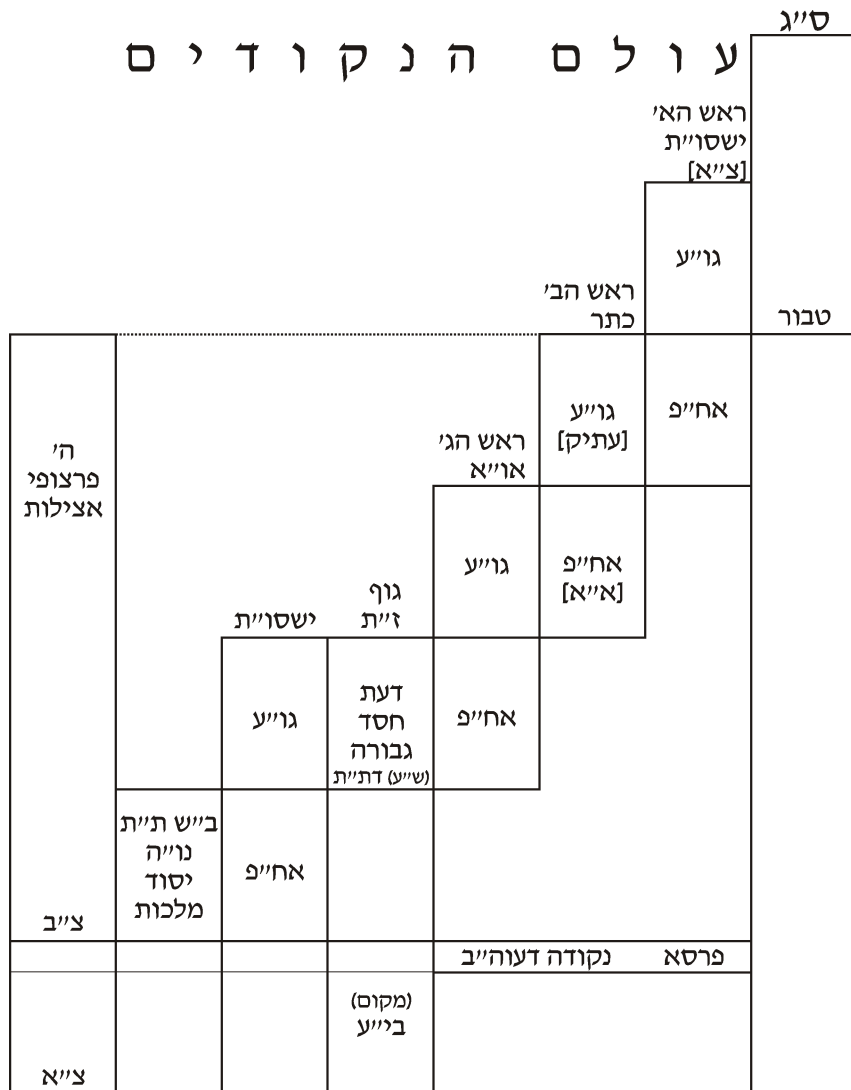 ס״ג
עולם הנקודים
ראש הא׳
ישסו״ת
[צ״א]
גו״ע
ראש הב׳
כתר
טבור
אח״פ
גו״ע
[עתיק]
ראש הג׳
או״א
ה׳
פרצופי
אצילות
אח״פ
[א״א]
גו״ע
גוף
ז״ת
ישסו״ת
אח״פ
דעת
חסד
גבורה
(ש״ע) דת״ת
גו״ע
אח״פ
ב״ש ת״ת
נו״ה
יסוד
מלכות
צ״ב
פרסא
נקודה דעוה״ב
(מקום)
בי״ע
צ״א